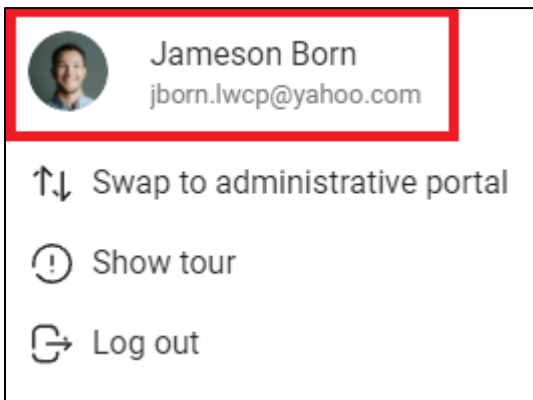 Jameson Born
jborn.lwcp@yahoo.com
Swap to administrative portal
Show tour
Log out